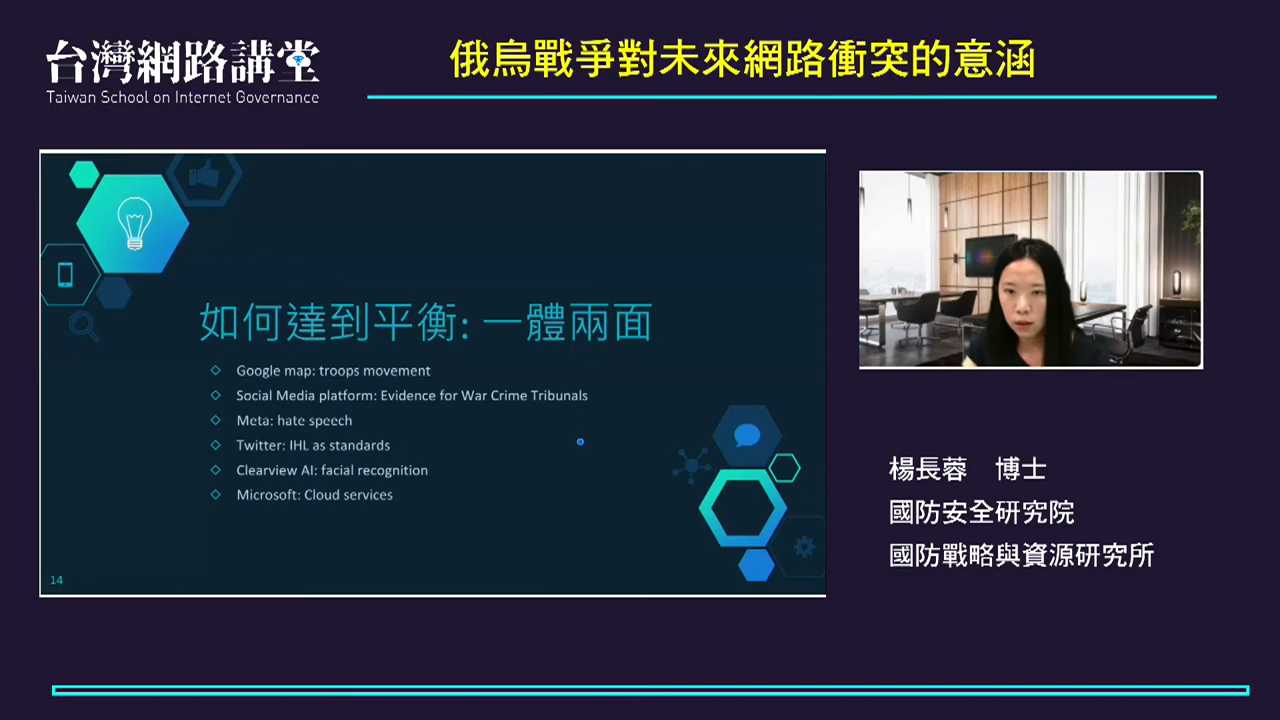 台灣網路講堂
Taiwan School on Internet Governance
俄烏戰爭對未來網路衝突的意涵
如何達到平衡: 一體兩面
Google map: troops movement
Social Media platform: Evidence for War Crime Tribunals
Meta: hate speech
Twitter: IHL as standards
Clearview AI: facial recognition
Microsoft: Cloud services
14
楊長蓉 博士
國防安全研究院
國防戰略與資源研究所